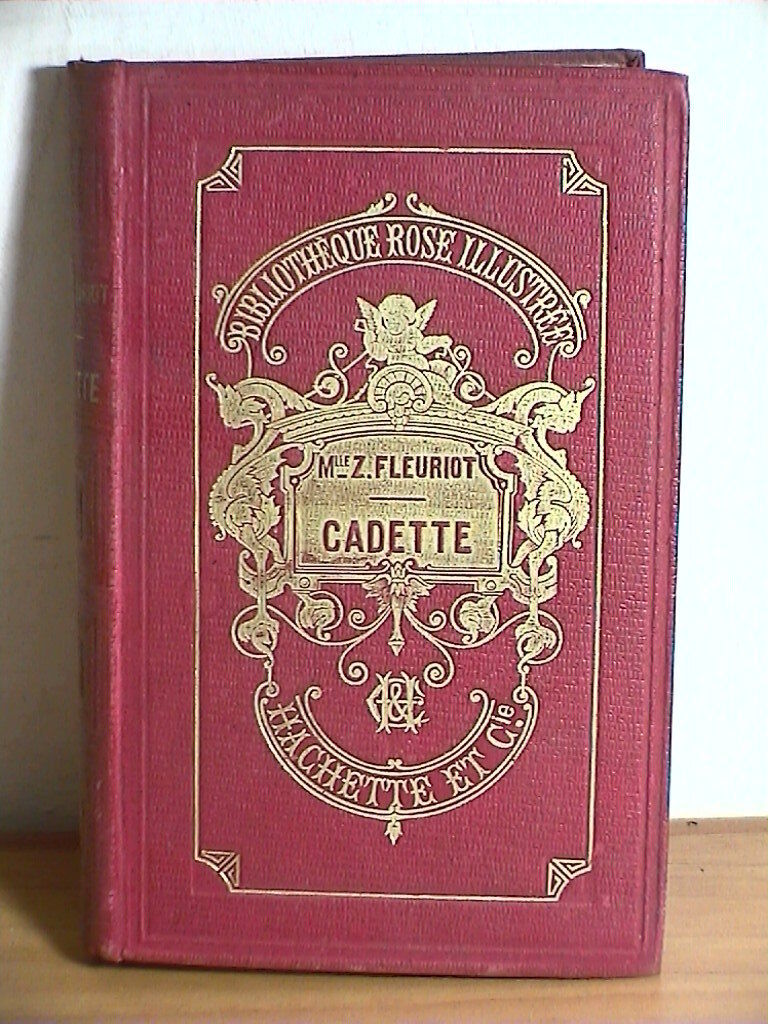 BIBLIOTHÈQUE ROSE ILLUSTRÉE
MLLE Z. FLEURIOT
CADETTE
H&C
HACHETTE ET Cie